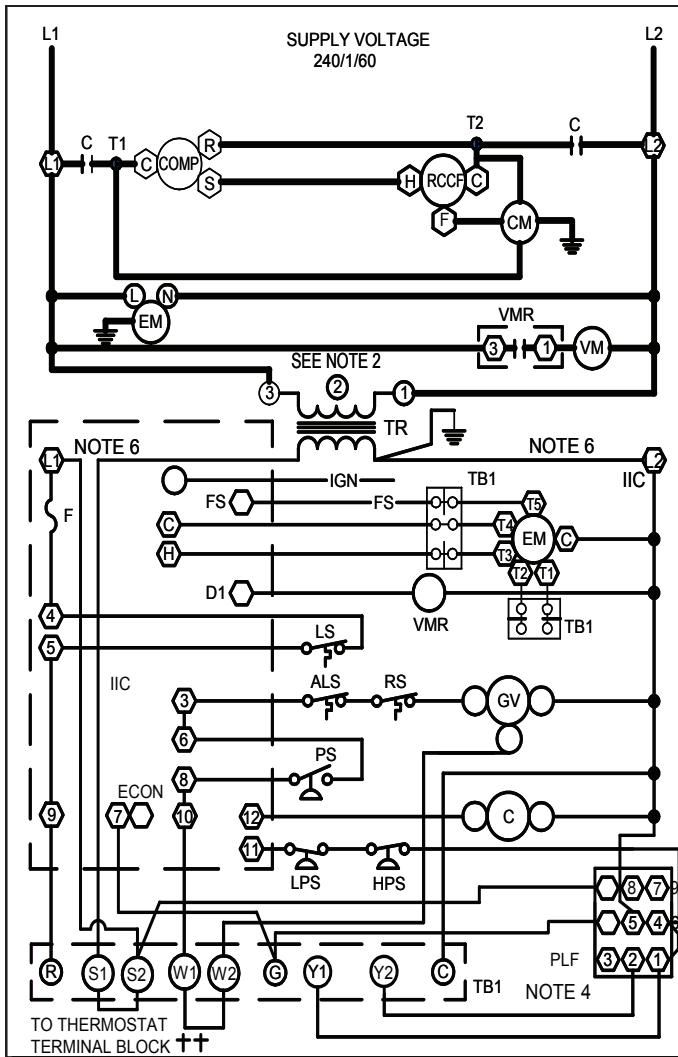 L1 SUPPLY VOLTAGE L2
240/1/60
C T1 T2 C
L1 C COMP R H RCCF C L2
S F CM
L N
EM VMR
3 1 VM
SEE NOTE 2
3 2 1
TR
NOTE 6 NOTE 6
L1 L2
IGN TB1 IIC
F FS FS T5
C T4 EM C
H T3
T2 T1
D1
VMR TB1
4 LS
5
IIC ALS RS
3 GV
6
PS
8
ECON
9 7 10 12 C
11
LPS HPS
8 7 9
5 4 6
PLF 3 2 1
R S1 S2 W1 W2 G Y1 Y2 C TB1
NOTE 4
TO THERMOSTAT
TERMINAL BLOCK ++